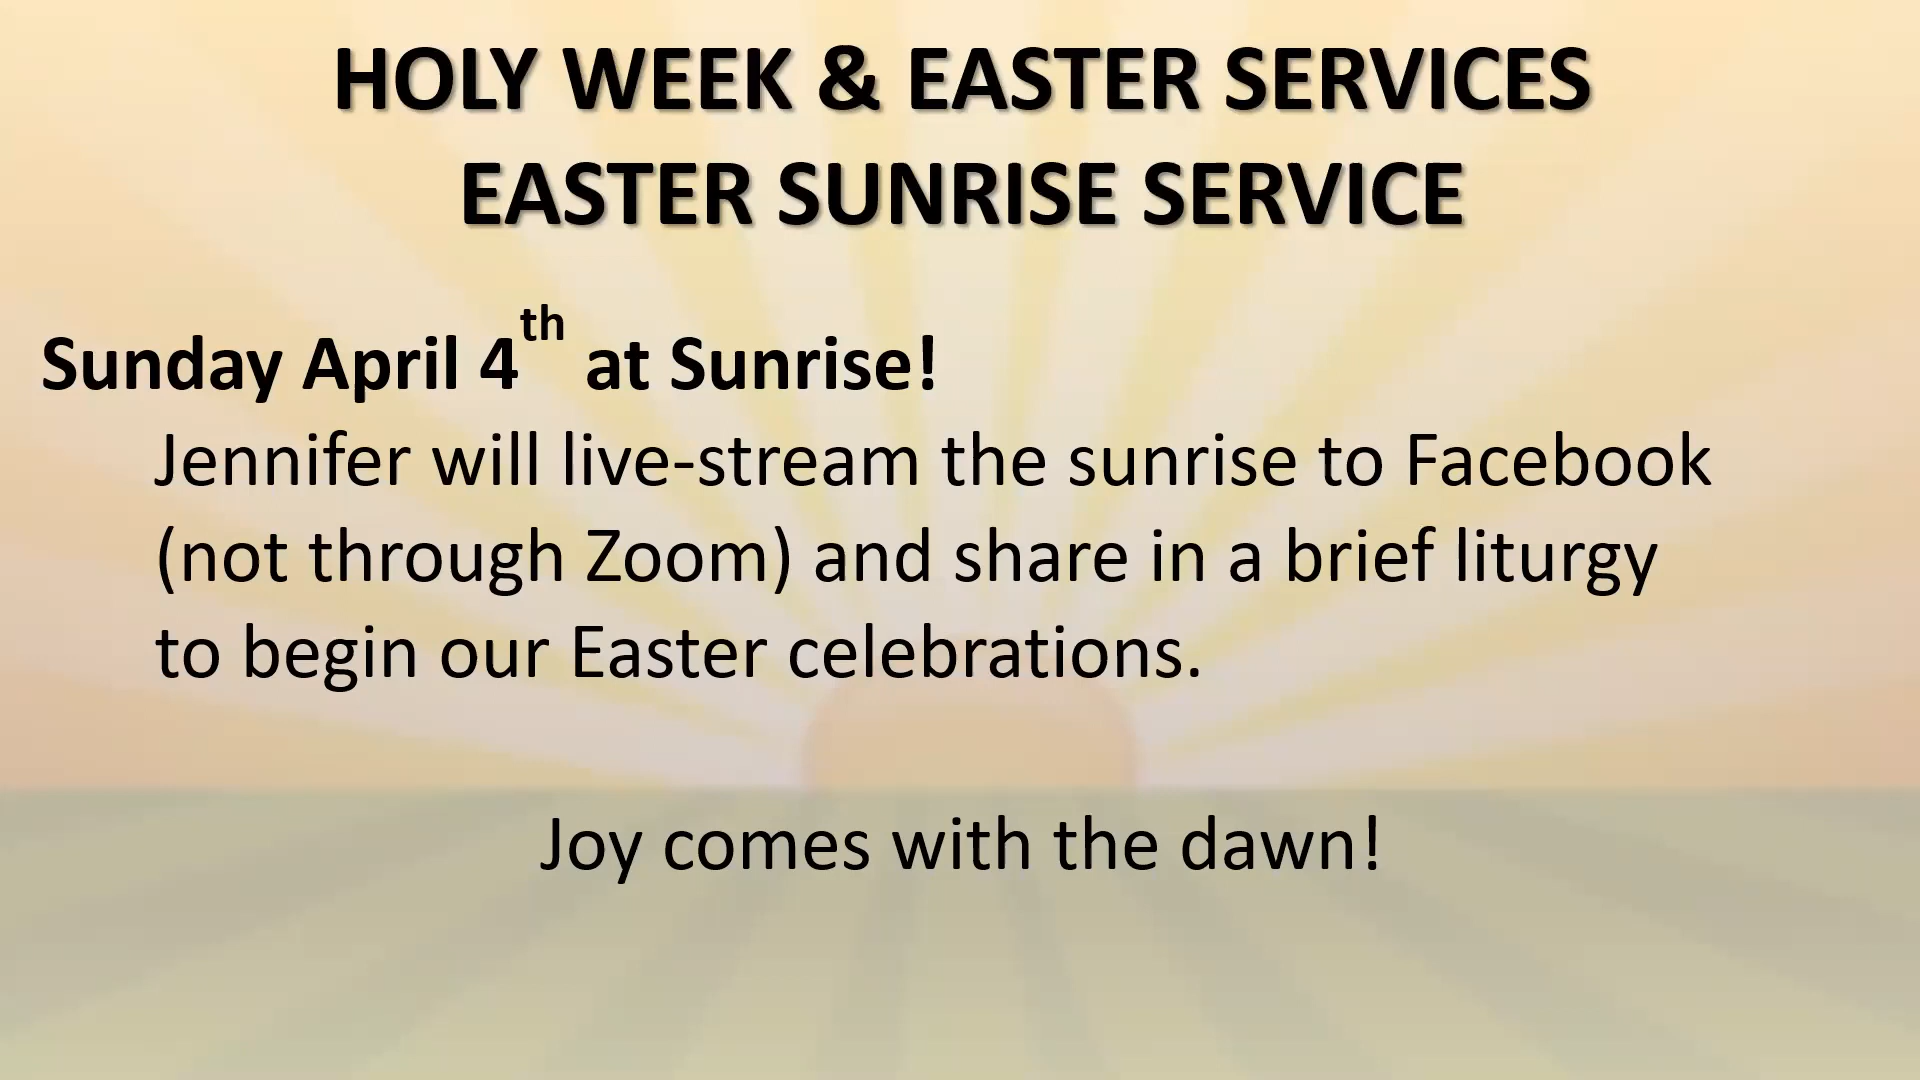 HOLY WEEK & EASTER SERVICES
EASTER SUNRISE SERVICE
Sunday April 4th at Sunrise!
Jennifer will live-stream the sunrise to Facebook
(not through Zoom) and share in a brief liturgy
to begin our Easter celebrations.
Joy comes with the dawn!